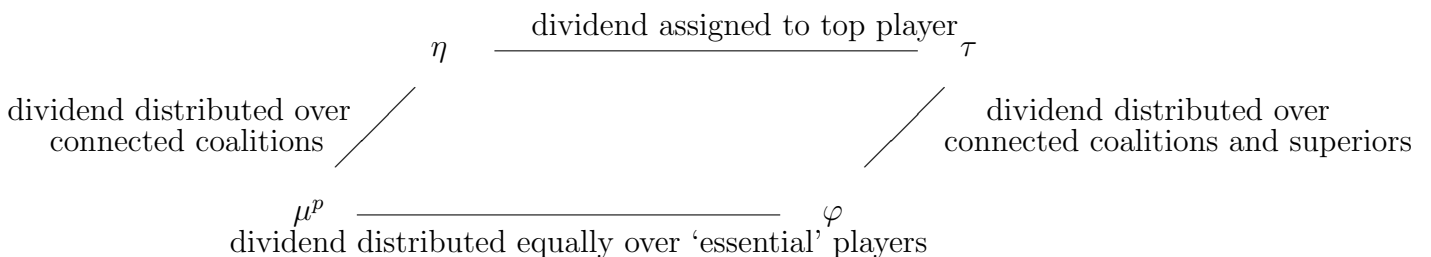 dividend assigned to top player
η τ
dividend distributed over
connected coalitions
dividend distributed over
connected coalitions and superiors
μ^p φ
dividend distributed equally over ‘essential’ players